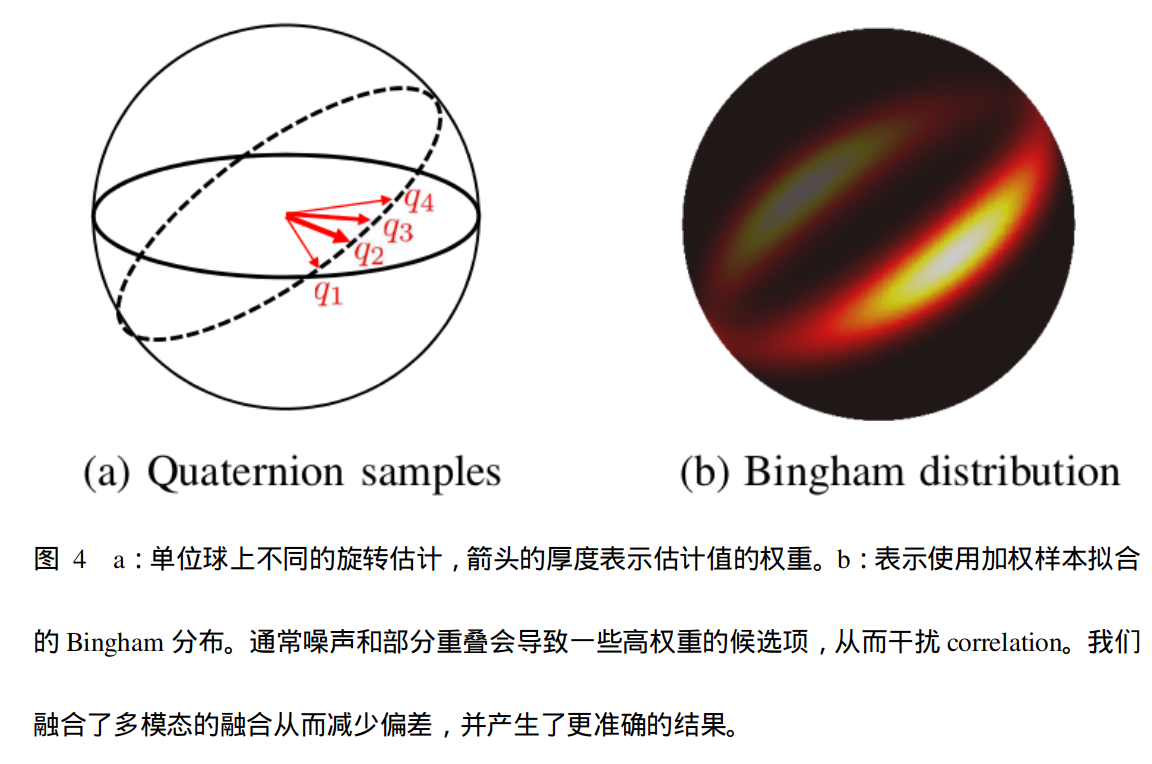 q4
q3
q2
q1
(a) Quaternion samples
(b) Bingham distribution
图 4 a：单位球上不同的旋转估计，箭头的厚度表示估计值的权重。b：表示使用加权样本拟合
的 Bingham 分布。通常噪声和部分重叠会导致一些高权重的候选项，从而干扰 correlation。我们
融合了多模态的融合从而减少偏差，并产生了更准确的结果。